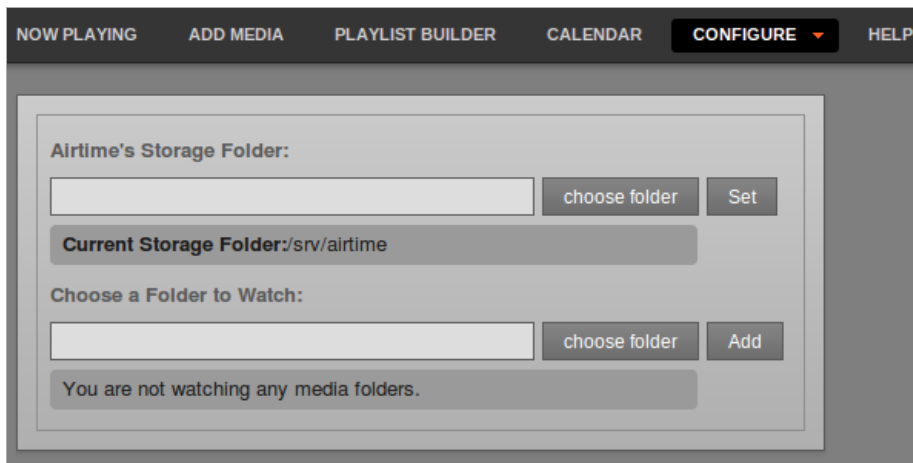 NOW PLAYING ADD MEDIA PLAYLIST BUILDER CALENDAR CONFIGURE HELP
Airtime's Storage Folder:
choose folder Set
Current Storage Folder:/srv/airtime
Choose a Folder to Watch:
choose folder Add
You are not watching any media folders.